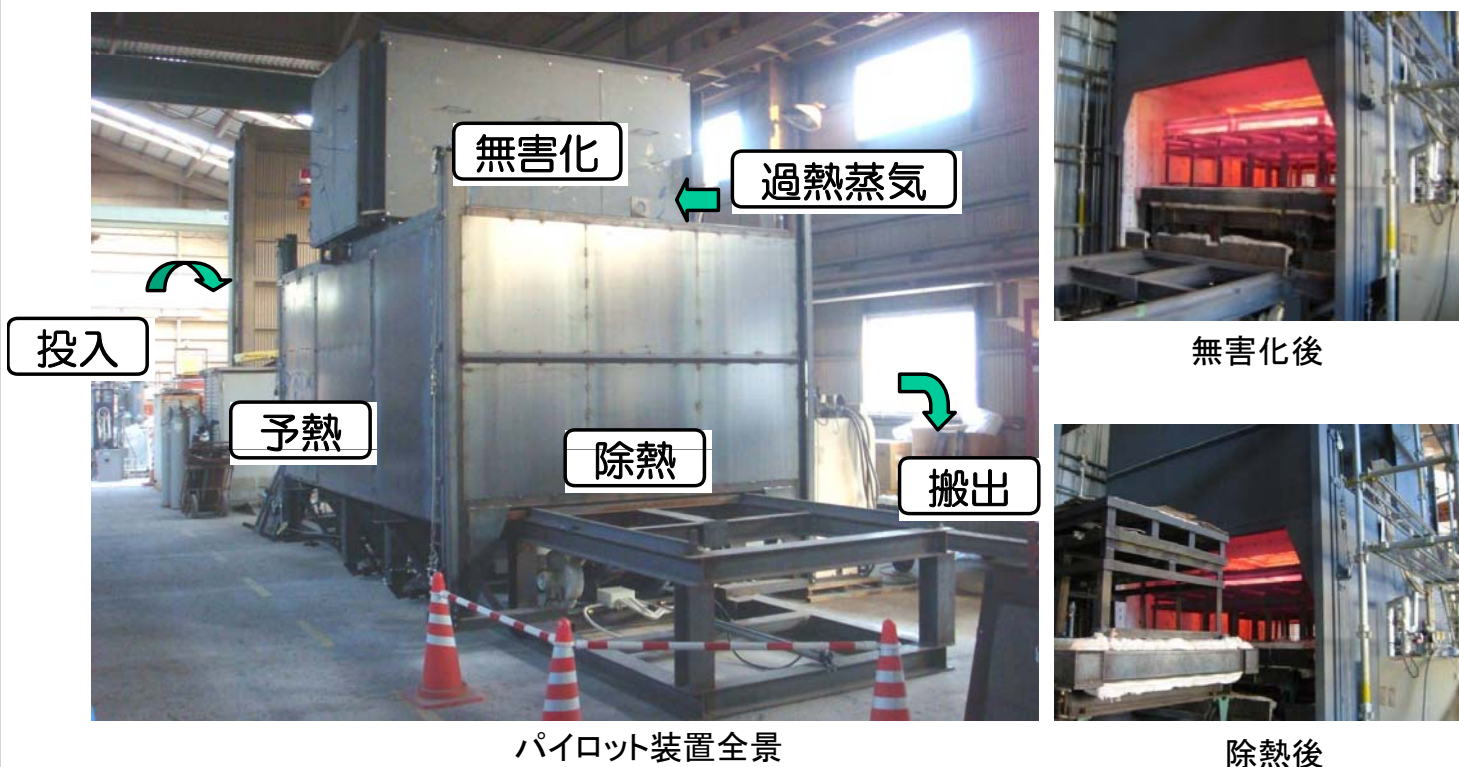 無害化
過熱蒸気
投入
予熱
除熱
搬出
パイロット装置全景
無害化後
除熱後